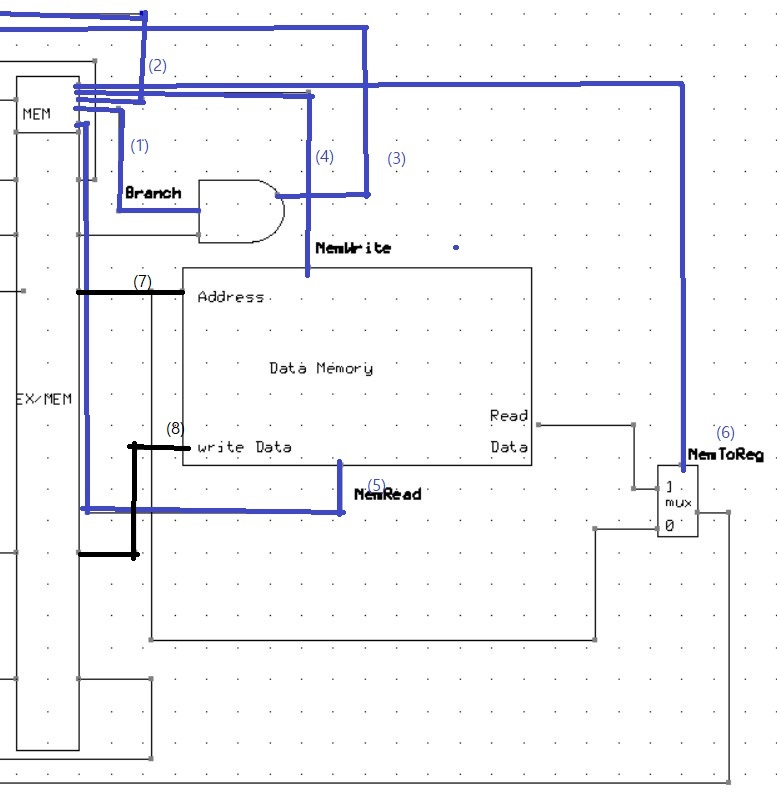 (2)
MEM
(1)
(4)
(3)
Branch
MemWrite
(7)
Address
Data Memory
EX/MEM
Read
(8)
write Data
Data
(6)
MemToReg
(5)
MemRead
1
mux
0